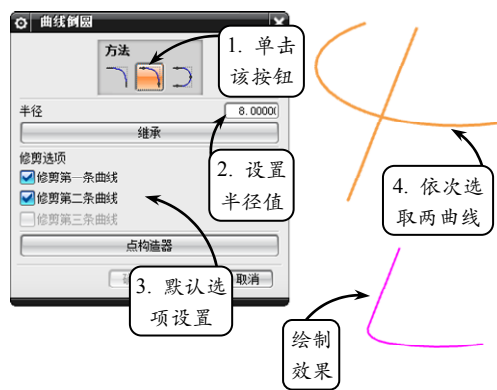 曲线倒圆
方法
1. 单击
该按钮
半径
8.0000
继承
修剪选项
修剪第一条曲线
修剪第二条曲线
修剪第三条曲线
2. 设置
半径值
4. 依次选
取两曲线
点构造器
3. 默认选
项设置
取消
绘制
效果